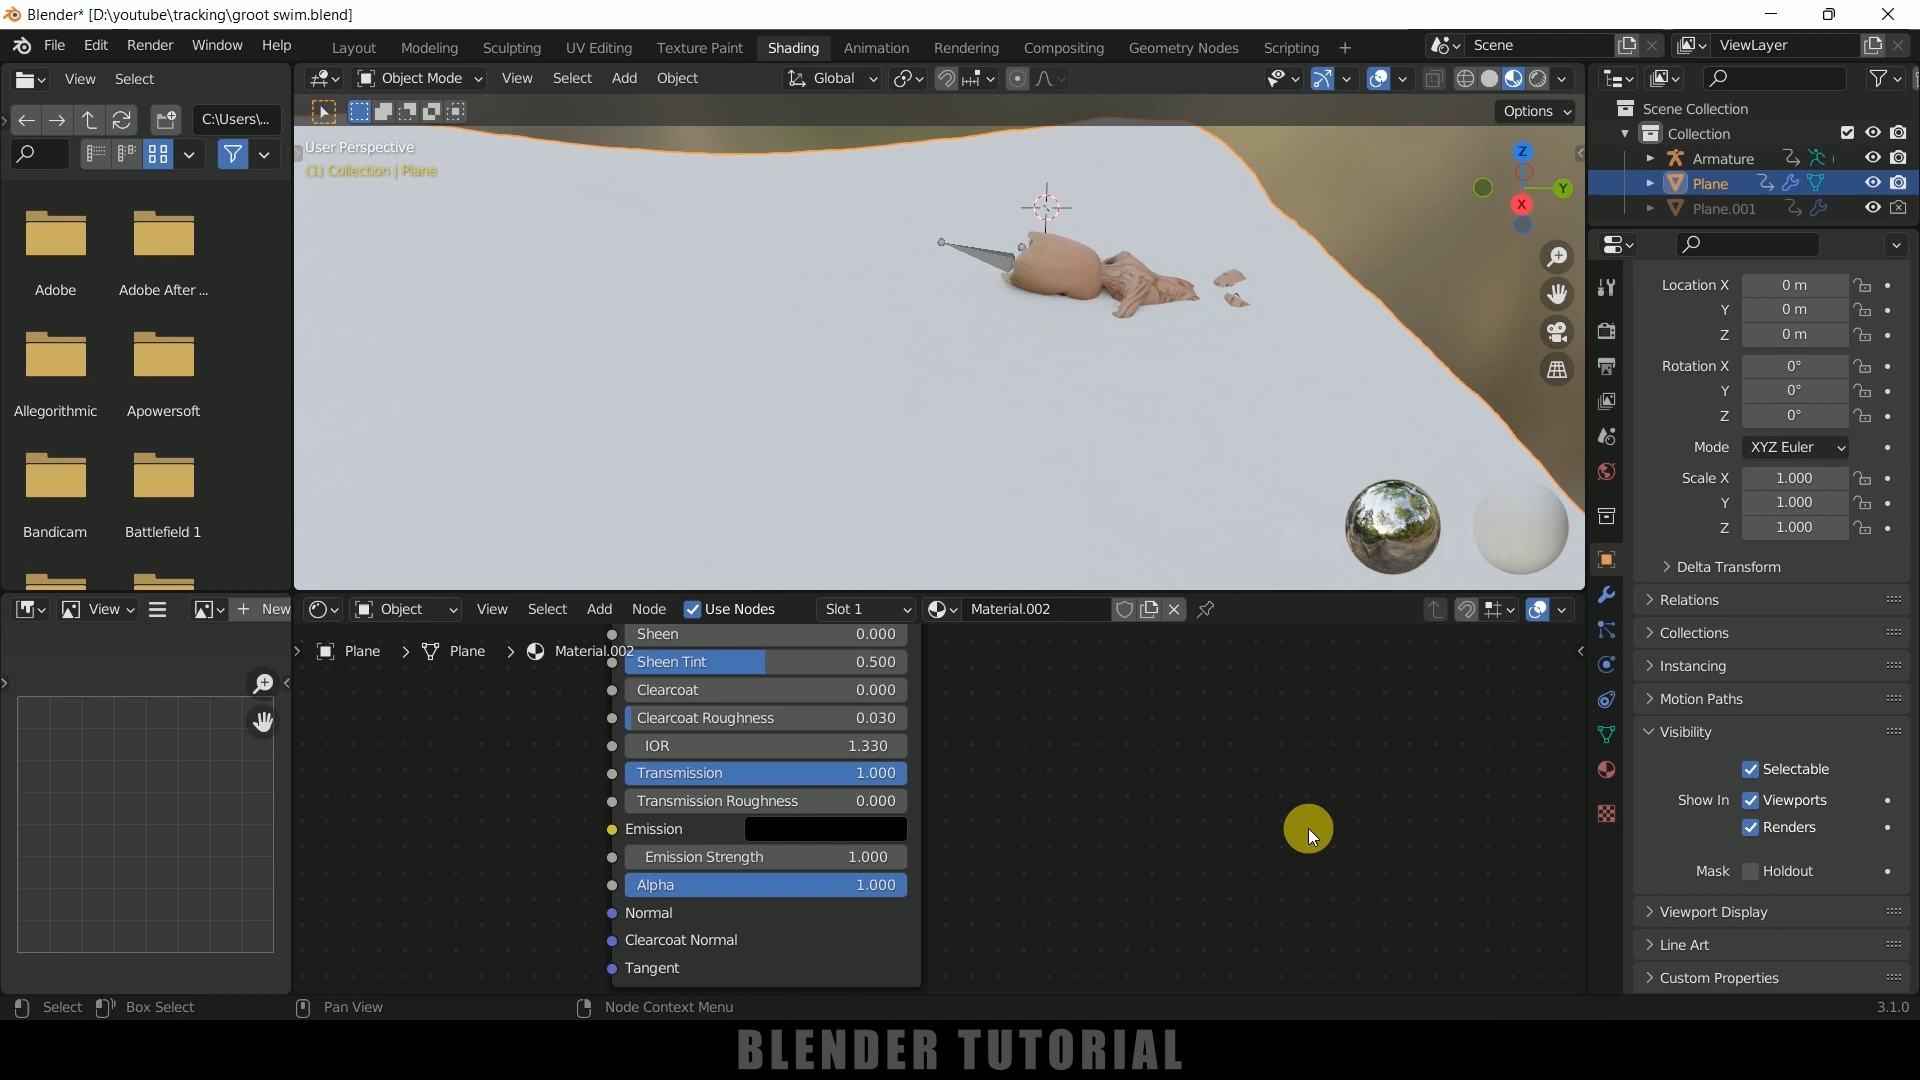 Blender* [D:\youtube\tracking\groot swim.blend]
File Edit Render Window Help Layout Modeling Sculpting UV Editing Texture Paint Shading Animation Rendering Compositing Geometry Nodes Scripting + Scene ViewLayer
View Select Object Mode View Select Add Object Global
Scene Collection
C:\Users\... Options
Collection
User Perspective
(1) Collection | Plane
Armature
Plane
Plane.001
Z
Y
X
Adobe Adobe After ...
Allegorithmic Apowersoft
Bandicam Battlefield 1
Location X 0 m
Y 0 m
Z 0 m
Rotation X 0°
Y 0°
Z 0°
Mode XYZ Euler
Scale X 1.000
Y 1.000
Z 1.000
Delta Transform
Relations
Collections
Instancing
Motion Paths
Visibility
Selectable
Show In Viewports
Renders
Mask Holdout
Viewport Display
Line Art
Custom Properties
View + New Object View Select Add Node Use Nodes Slot 1 Material.002
Plane > Plane > Material.002
Sheen 0.000
Sheen Tint 0.500
Clearcoat 0.000
Clearcoat Roughness 0.030
IOR 1.330
Transmission 1.000
Transmission Roughness 0.000
Emission
Emission Strength 1.000
Alpha 1.000
Normal
Clearcoat Normal
Tangent
Select Box Select Pan View Node Context Menu 3.1.0
BLENDER TUTORIAL